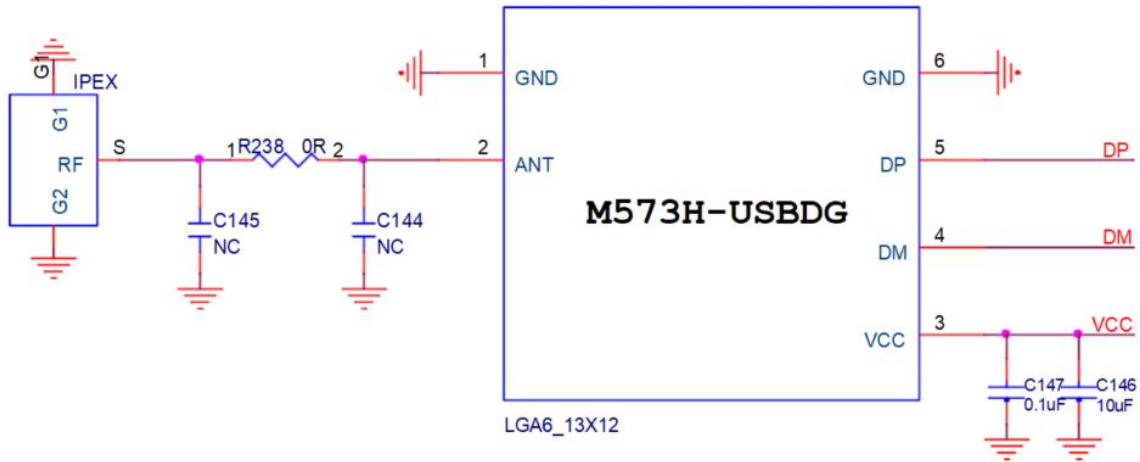 G1
IPEX
G1
RF
G2
S
1
R238
0R
2
C145
NC
C144
NC
1
GND
2
ANT
M573H-USBDG
GND
6
DP
5
DP
DM
4
DM
VCC
3
VCC
C147
0.1uF
C146
10uF
LGA6_13X12